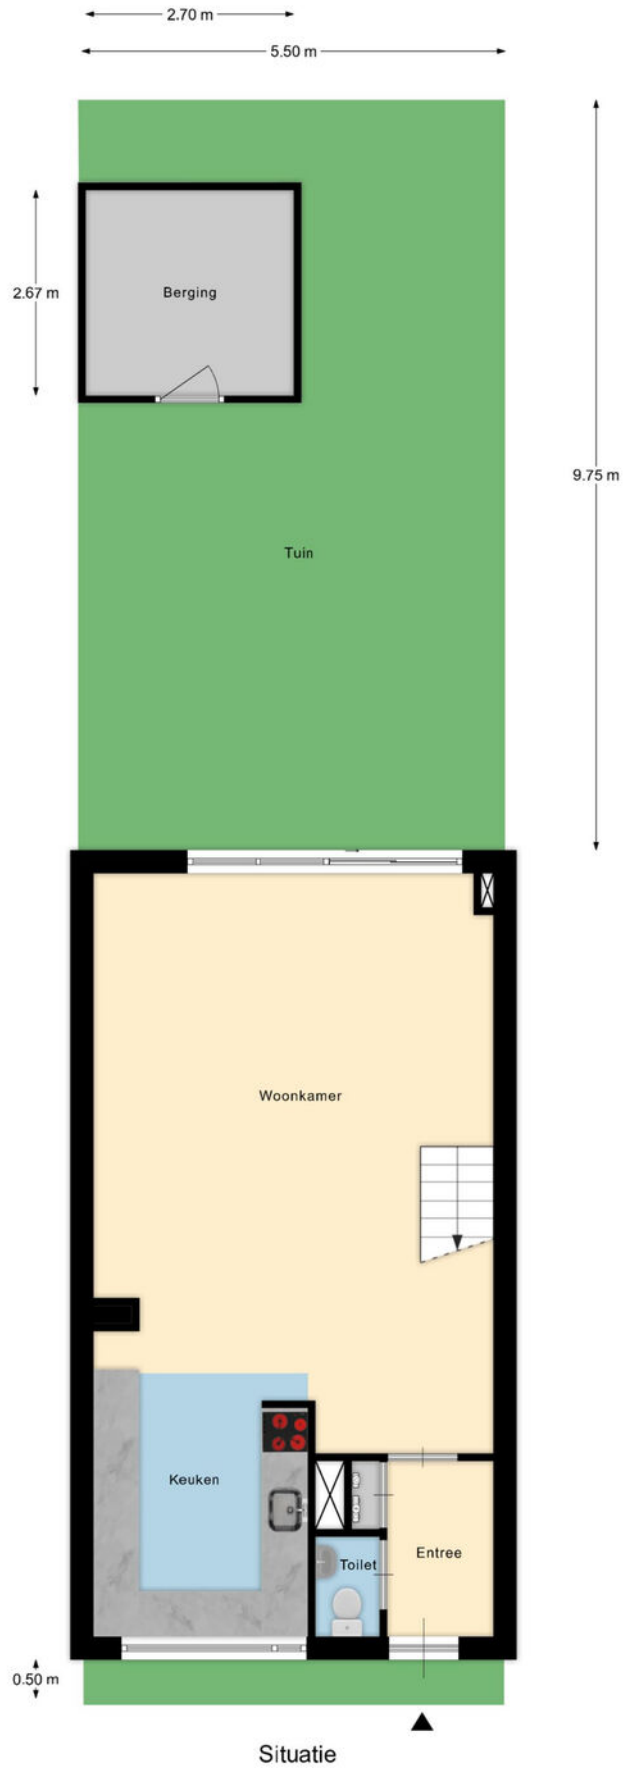 2.70 m
5.50 m
2.67 m
Berging
9.75 m
Tuin
Woonkamer
Keuken
Toilet
Entree
0.50 m
Situatie